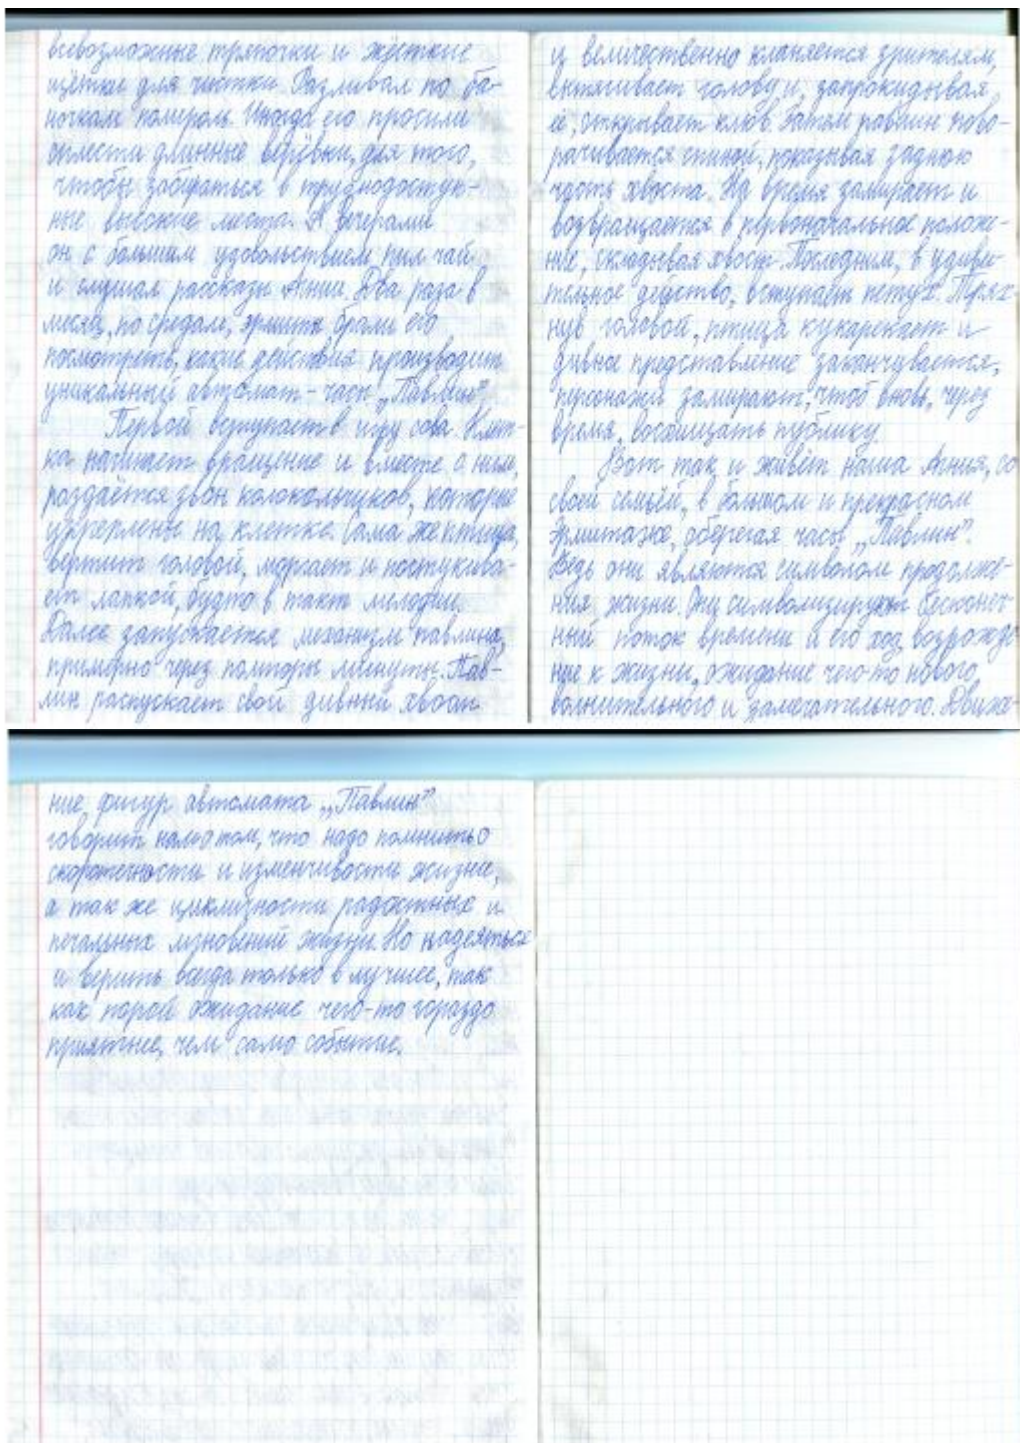 всевозможные тряпочки и жёсткие
щётки для чистки. Разливал по ба-
ночкам полироль. Иногда его просили
сплести длинные верёвки, для того,
чтобы забираться в труднодоступ-
ные высокие места. А вечерами
он с большим удовольствием пил чай
и слушал рассказы Агнии. Два раза в
месяц, по средам, эрмиты брали его
посмотреть, какие действия производит
уникальный автомат-часы „Павлин".
Первой вступает в игру сова. Клет-
ка начинает вращение и вместе с ним,
раздаётся звон колокольчиков, которые
укреплены на клетке. Сама же птица,
вертит головой, моргает и постукива-
ет лапкой, будто в такт мелодии.
Далее запускается механизм павлина,
примерно через полторы минуты. Пав-
лин распускает свой дивный хвост
и величественно кланяется зрителям,
вытягивает голову и, запрокидывая
её, открывает клюв. Затем павлин пово-
рачивается спиной, показывая заднюю
часть хвоста. На время замирает и
возвращается в первоначальное положе-
ние, складывая хвост. Последним, в удиви-
тельное действо, вступает петух. Трях-
нув головой, птица кукарекает и
дивное представление заканчивается,
персонажи замирают, чтоб вновь, через
время, восхищать публику.
Вот так и живёт наша Агния, со
своей семьёй, в большом и прекрасном
Эрмитаже, оберегая часы „Павлин".
Ведь они являются символом продолже-
ния жизни. Они символизируют бесконеч-
ный поток времени и его ход, возрожде-
ние к жизни, ожидание чего-то нового,
волнительного и замечательного. Движе-
ние фигур автомата „Павлин"
говорит нам о том, что надо помнить о
скоротечности и изменчивости жизни,
а так же цикличности радостных и
печальных мгновений жизни. Но надеяться
и верить всегда только в лучшее, так
как порой ожидание чего-то гораздо
приятнее, чем само событие.